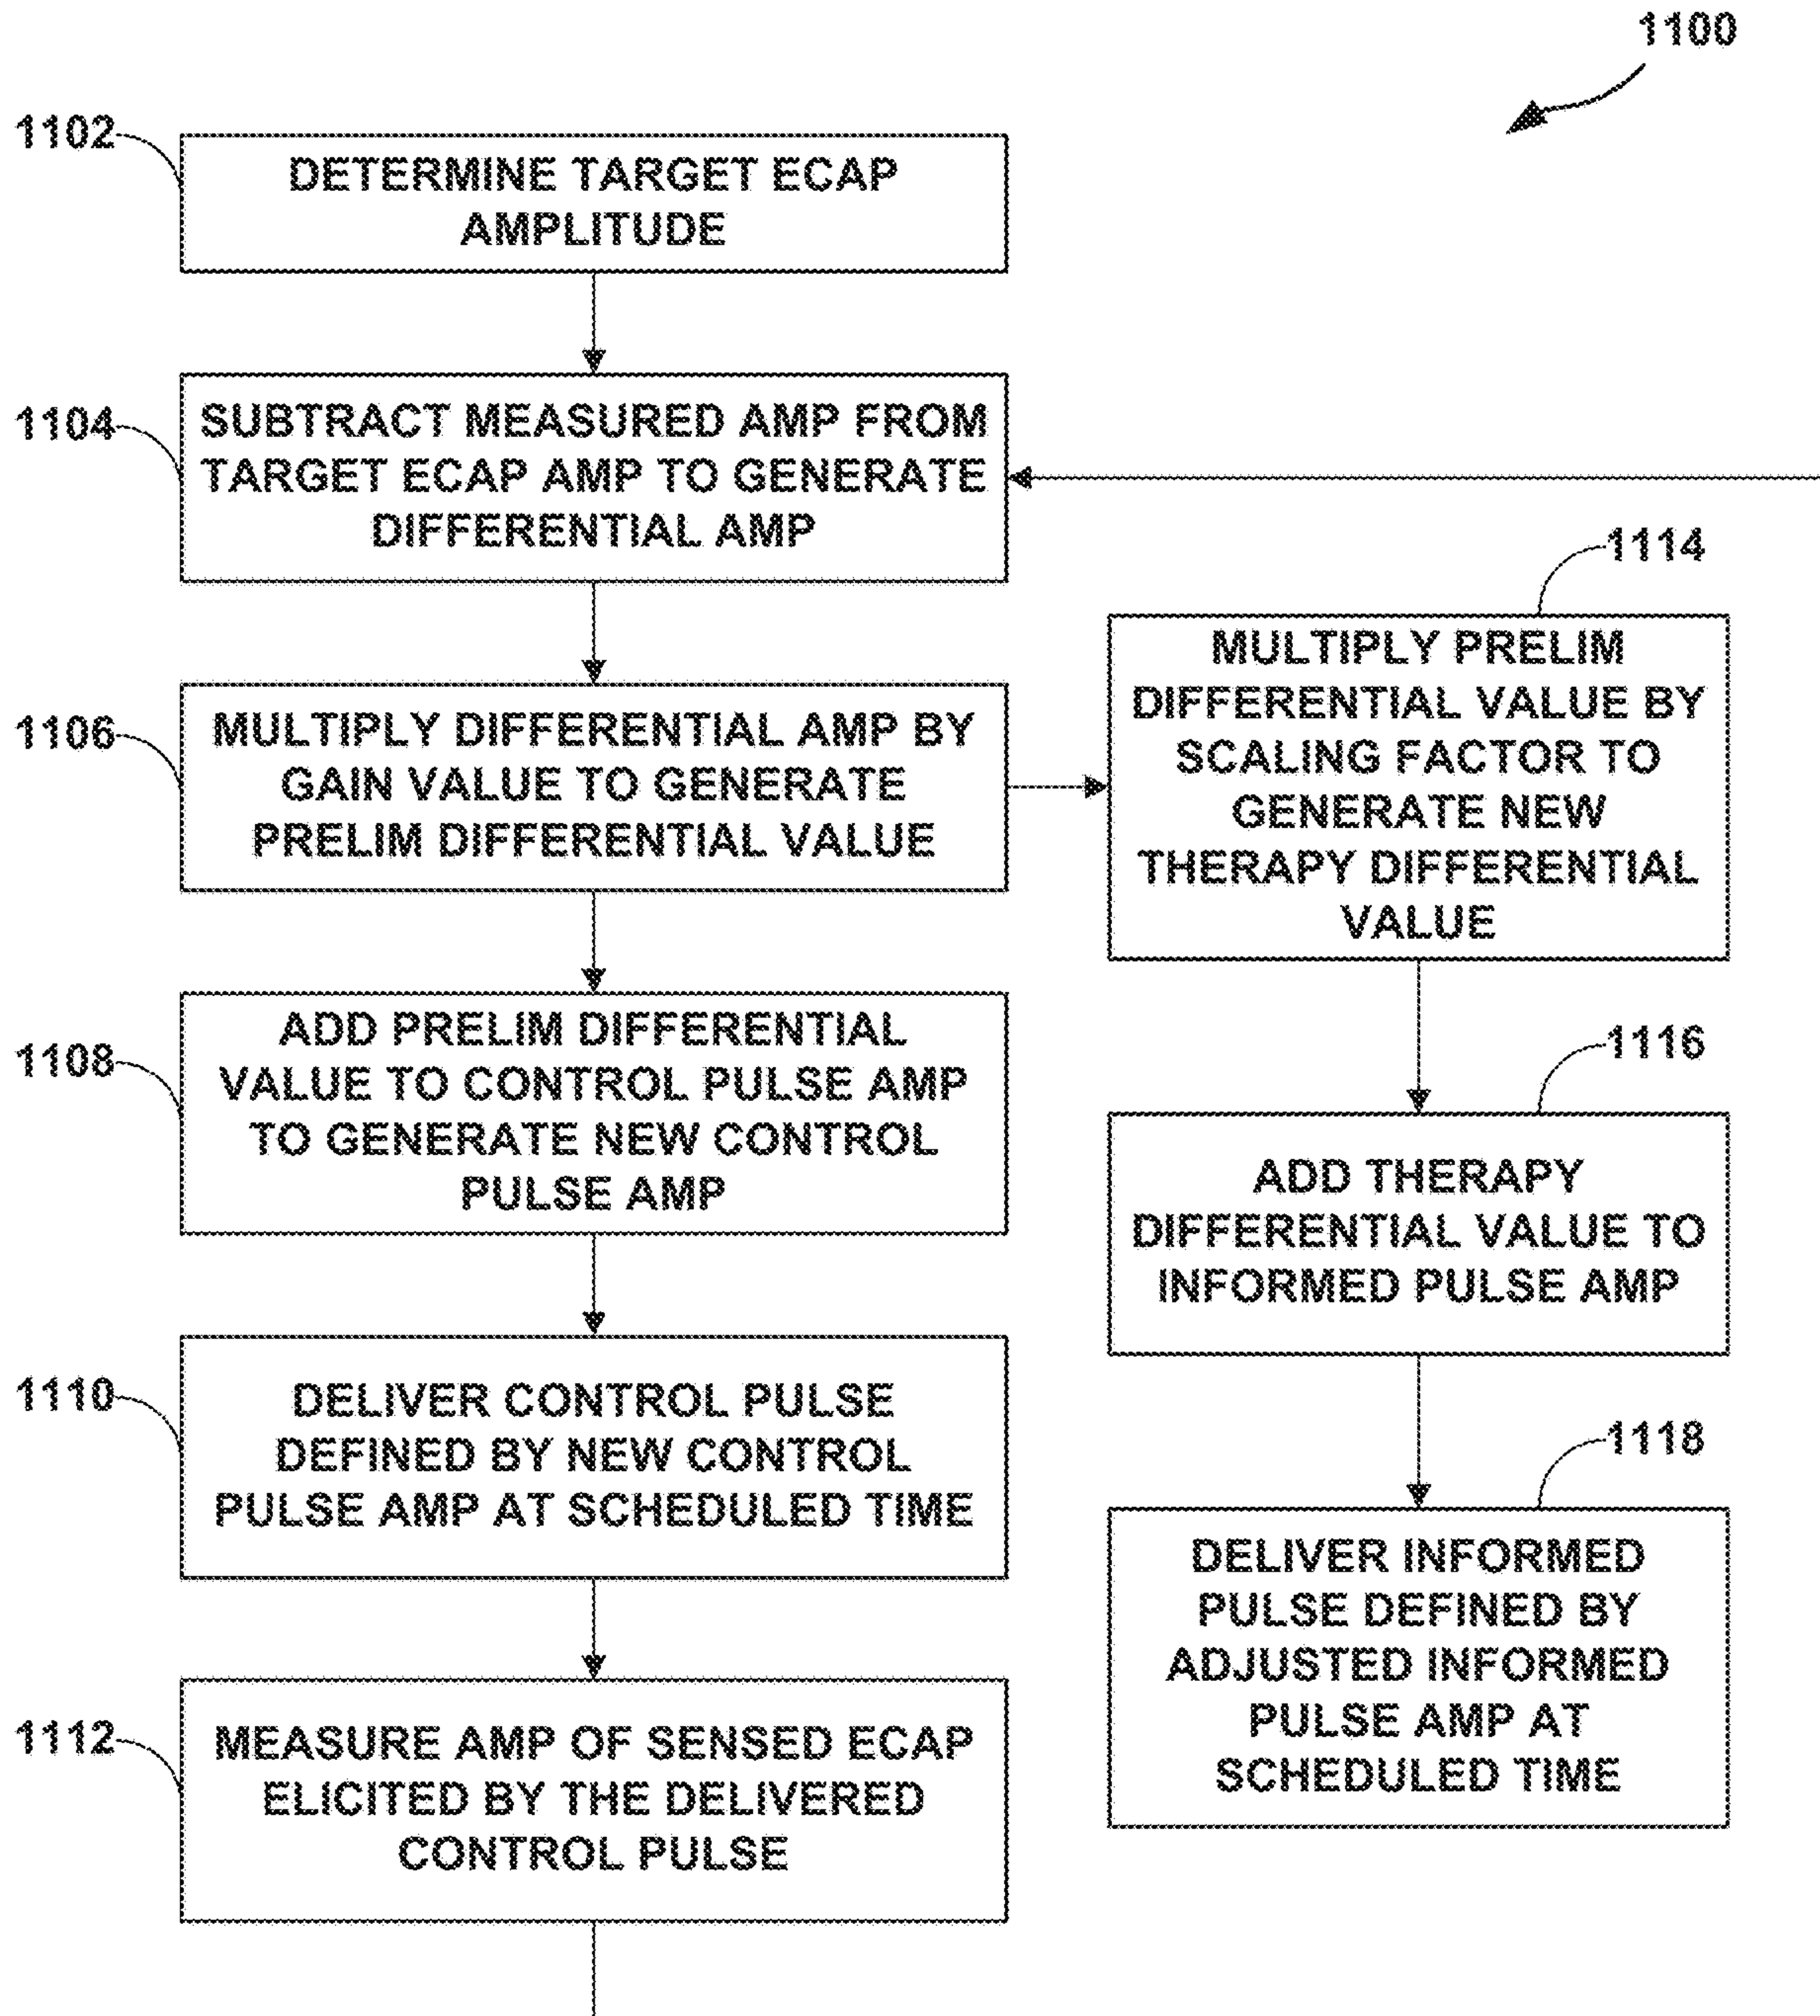 1100
1102
DETERMINE TARGET ECAP
AMPLITUDE
1104
SUBTRACT MEASURED AMP FROM
TARGET ECAP AMP TO GENERATE
DIFFERENTIAL AMP
1106
MULTIPLY DIFFERENTIAL AMP BY
GAIN VALUE TO GENERATE
PRELIM DIFFERENTIAL VALUE
1108
ADD PRELIM DIFFERENTIAL
VALUE TO CONTROL PULSE AMP
TO GENERATE NEW CONTROL
PULSE AMP
1110
DELIVER CONTROL PULSE
DEFINED BY NEW CONTROL
PULSE AMP AT SCHEDULED TIME
1112
MEASURE AMP OF SENSED ECAP
ELICITED BY THE DELIVERED
CONTROL PULSE
1114
MULTIPLY PRELIM
DIFFERENTIAL VALUE BY
SCALING FACTOR TO
GENERATE NEW
THERAPY DIFFERENTIAL
VALUE
1116
ADD THERAPY
DIFFERENTIAL VALUE TO
INFORMED PULSE AMP
1118
DELIVER INFORMED
PULSE DEFINED BY
ADJUSTED INFORMED
PULSE AMP AT
SCHEDULED TIME